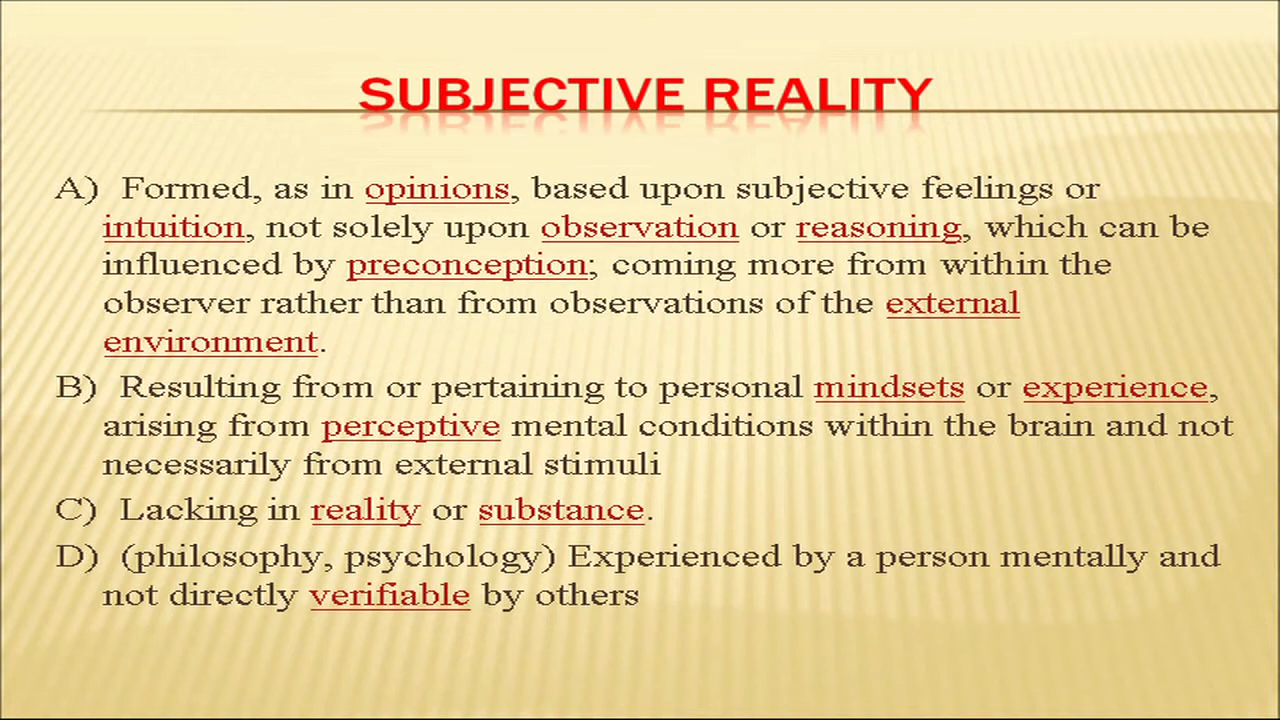 SUBJECTIVE REALITY
A) Formed, as in opinions, based upon subjective feelings or
intuition, not solely upon observation or reasoning, which can be
influenced by preconception; coming more from within the
observer rather than from observations of the external
environment.
B) Resulting from or pertaining to personal mindsets or experience,
arising from perceptive mental conditions within the brain and not
necessarily from external stimuli
C) Lacking in reality or substance.
D) (philosophy, psychology) Experienced by a person mentally and
not directly verifiable by others